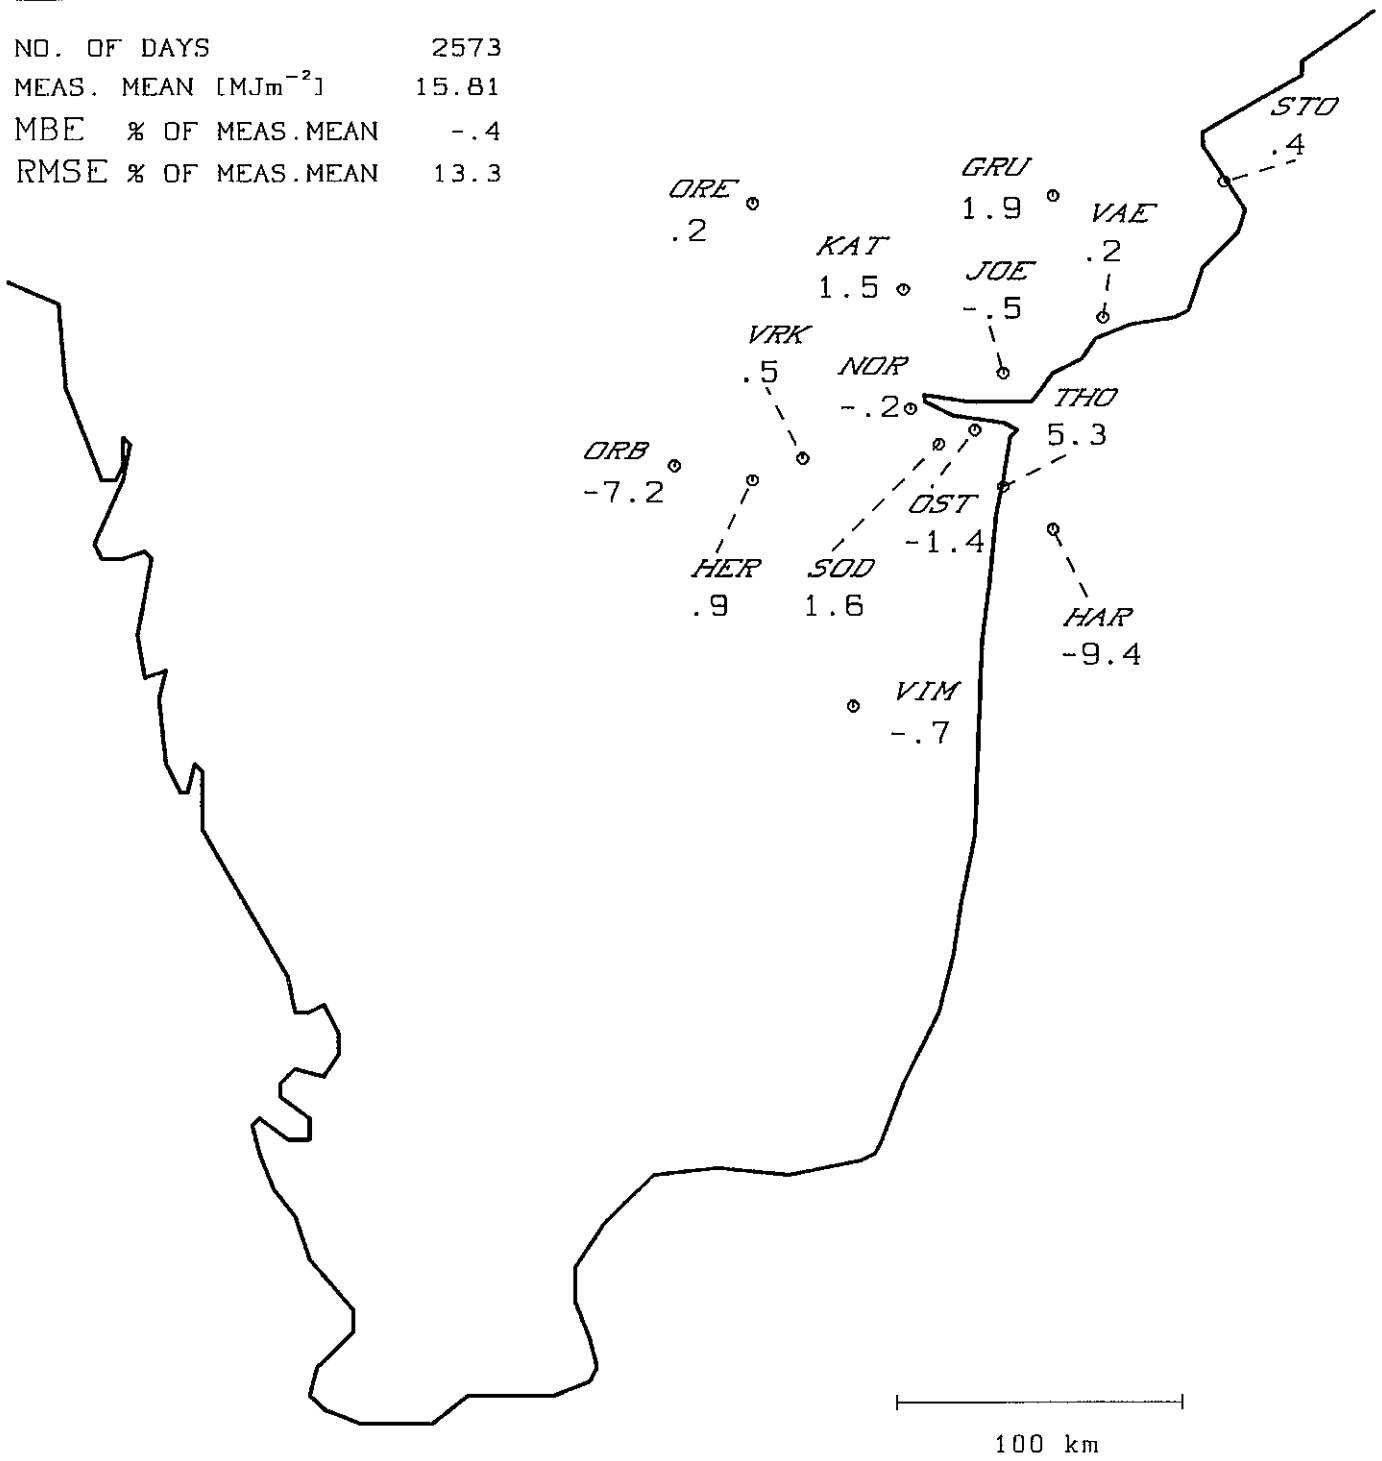 NO. OF DAYS 2573
MEAS. MEAN [MJm⁻²] 15.81
MBE % OF MEAS.MEAN -.4
RMSE % OF MEAS.MEAN 13.3
STO
.4
GRU
1.9
ORE
.2
VAE
.2
KAT
1.5
JOE
-.5
VRK
.5
NOR
-.2
THO
5.3
ORB
-7.2
OST
-1.4
HER
.9
SOD
1.6
HAR
-9.4
VIM
-.7
100 km